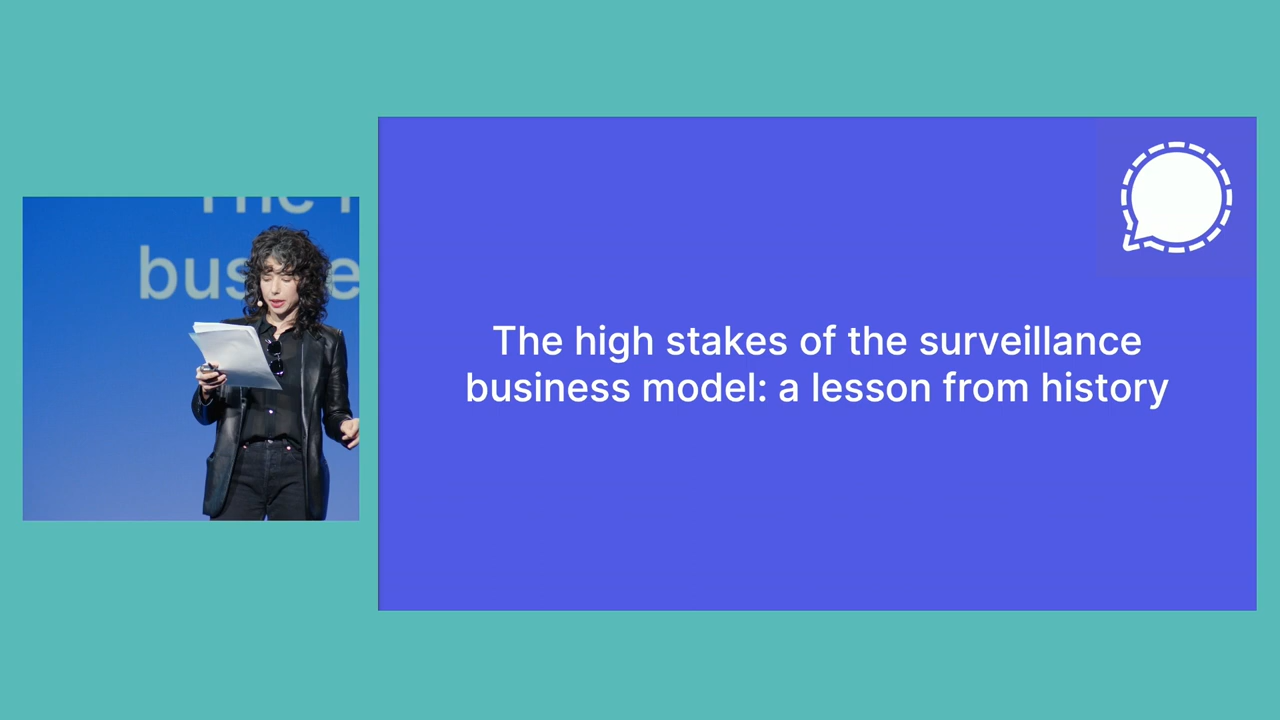 The high stakes of the surveillance
business model: a lesson from history